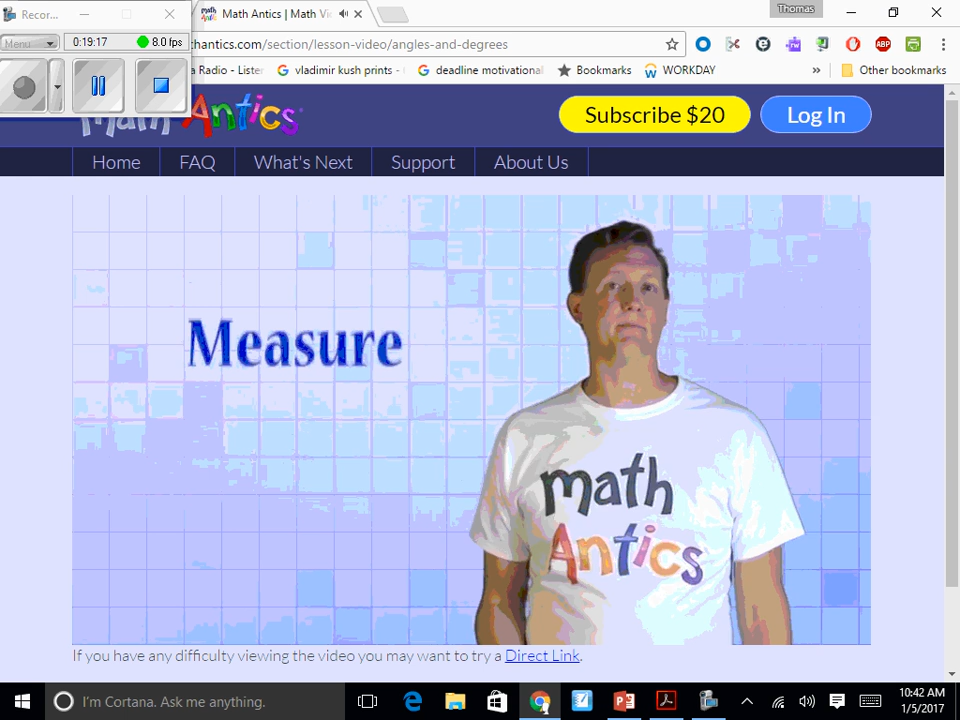 Recor...
Math Antics | Math Vi
Thomas
Menu
0:19:17
8.0 fps
hantics.com/section/lesson-video/angles-and-degrees
a Radio - Listen
vladimir kush prints -
deadline motivational
Bookmarks
WORKDAY
»
Other bookmarks
Math Antics
Subscribe $20
Log In
Home
FAQ
What's Next
Support
About Us
Measure
math
Antics
If you have any difficulty viewing the video you may want to try a Direct Link.
I'm Cortana. Ask me anything.
10:42 AM
1/5/2017